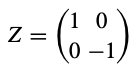 Z = (1 0
0 −1)